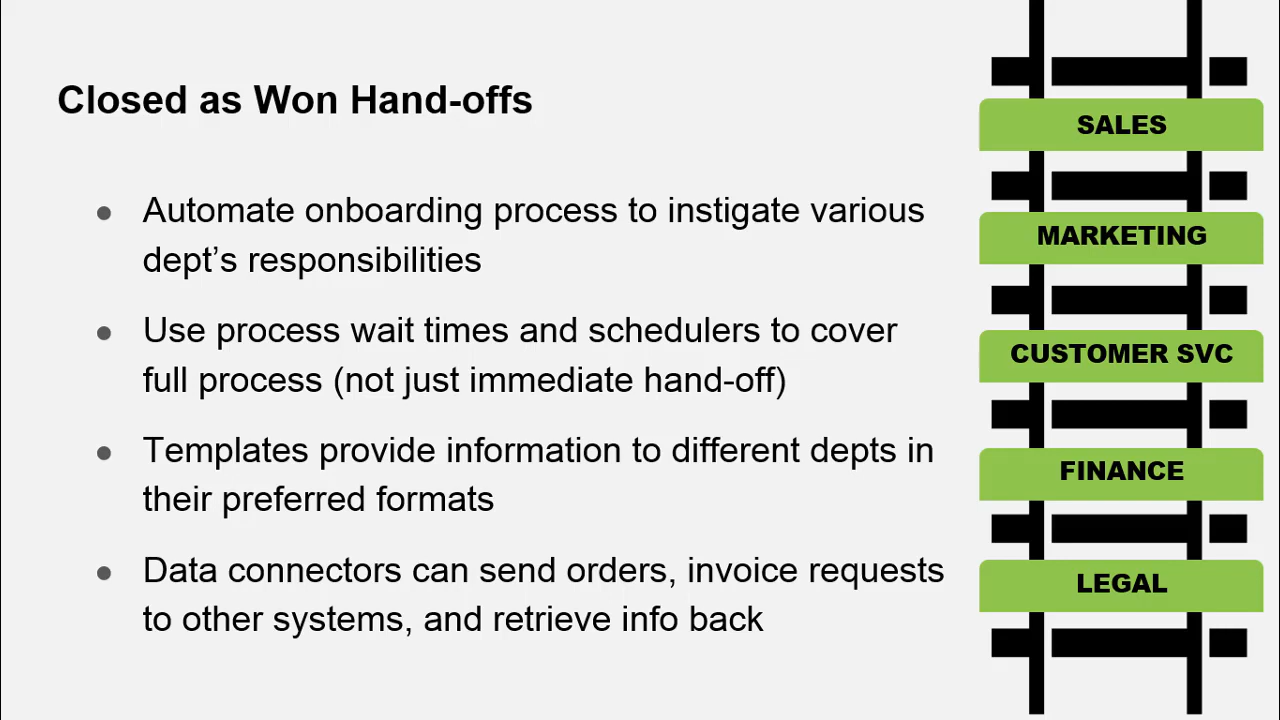 Closed as Won Hand-offs
● Automate onboarding process to instigate various
dept's responsibilities
● Use process wait times and schedulers to cover
full process (not just immediate hand-off)
● Templates provide information to different depts in
their preferred formats
● Data connectors can send orders, invoice requests
to other systems, and retrieve info back
SALES
MARKETING
CUSTOMER SVC
FINANCE
LEGAL